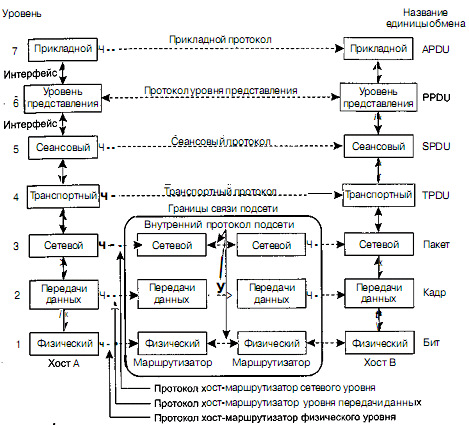 Уровень
Название
единицы обмена
Прикладной протокол
7 Прикладной Ч Прикладной APDU
Интерфейс
6 Уровень представления Протокол уровня представления Уровень представления PPDU
Интерфейс
5 Сеансовый Ч Сеансовый протокол Сеансовый SPDU
4 Транспортный Ч Транспортный протокол Транспортный TPDU
Границы связи подсети
Внутренний протокол подсети
3 Сетевой Ч Сетевой Сетевой Ч Сетевой Пакет
2 Передачи данных Ч Передачи данных У Передачи данных Ч Передачи данных Кадр
1 Физический Ч Физический Физический Физический Бит
Хост А Маршрутизатор Маршрутизатор Хост В
Протокол хост-маршрутизатор сетевого уровня
Протокол хост-маршрутизатор уровня передачи данных
Протокол хост-маршрутизатор физического уровня